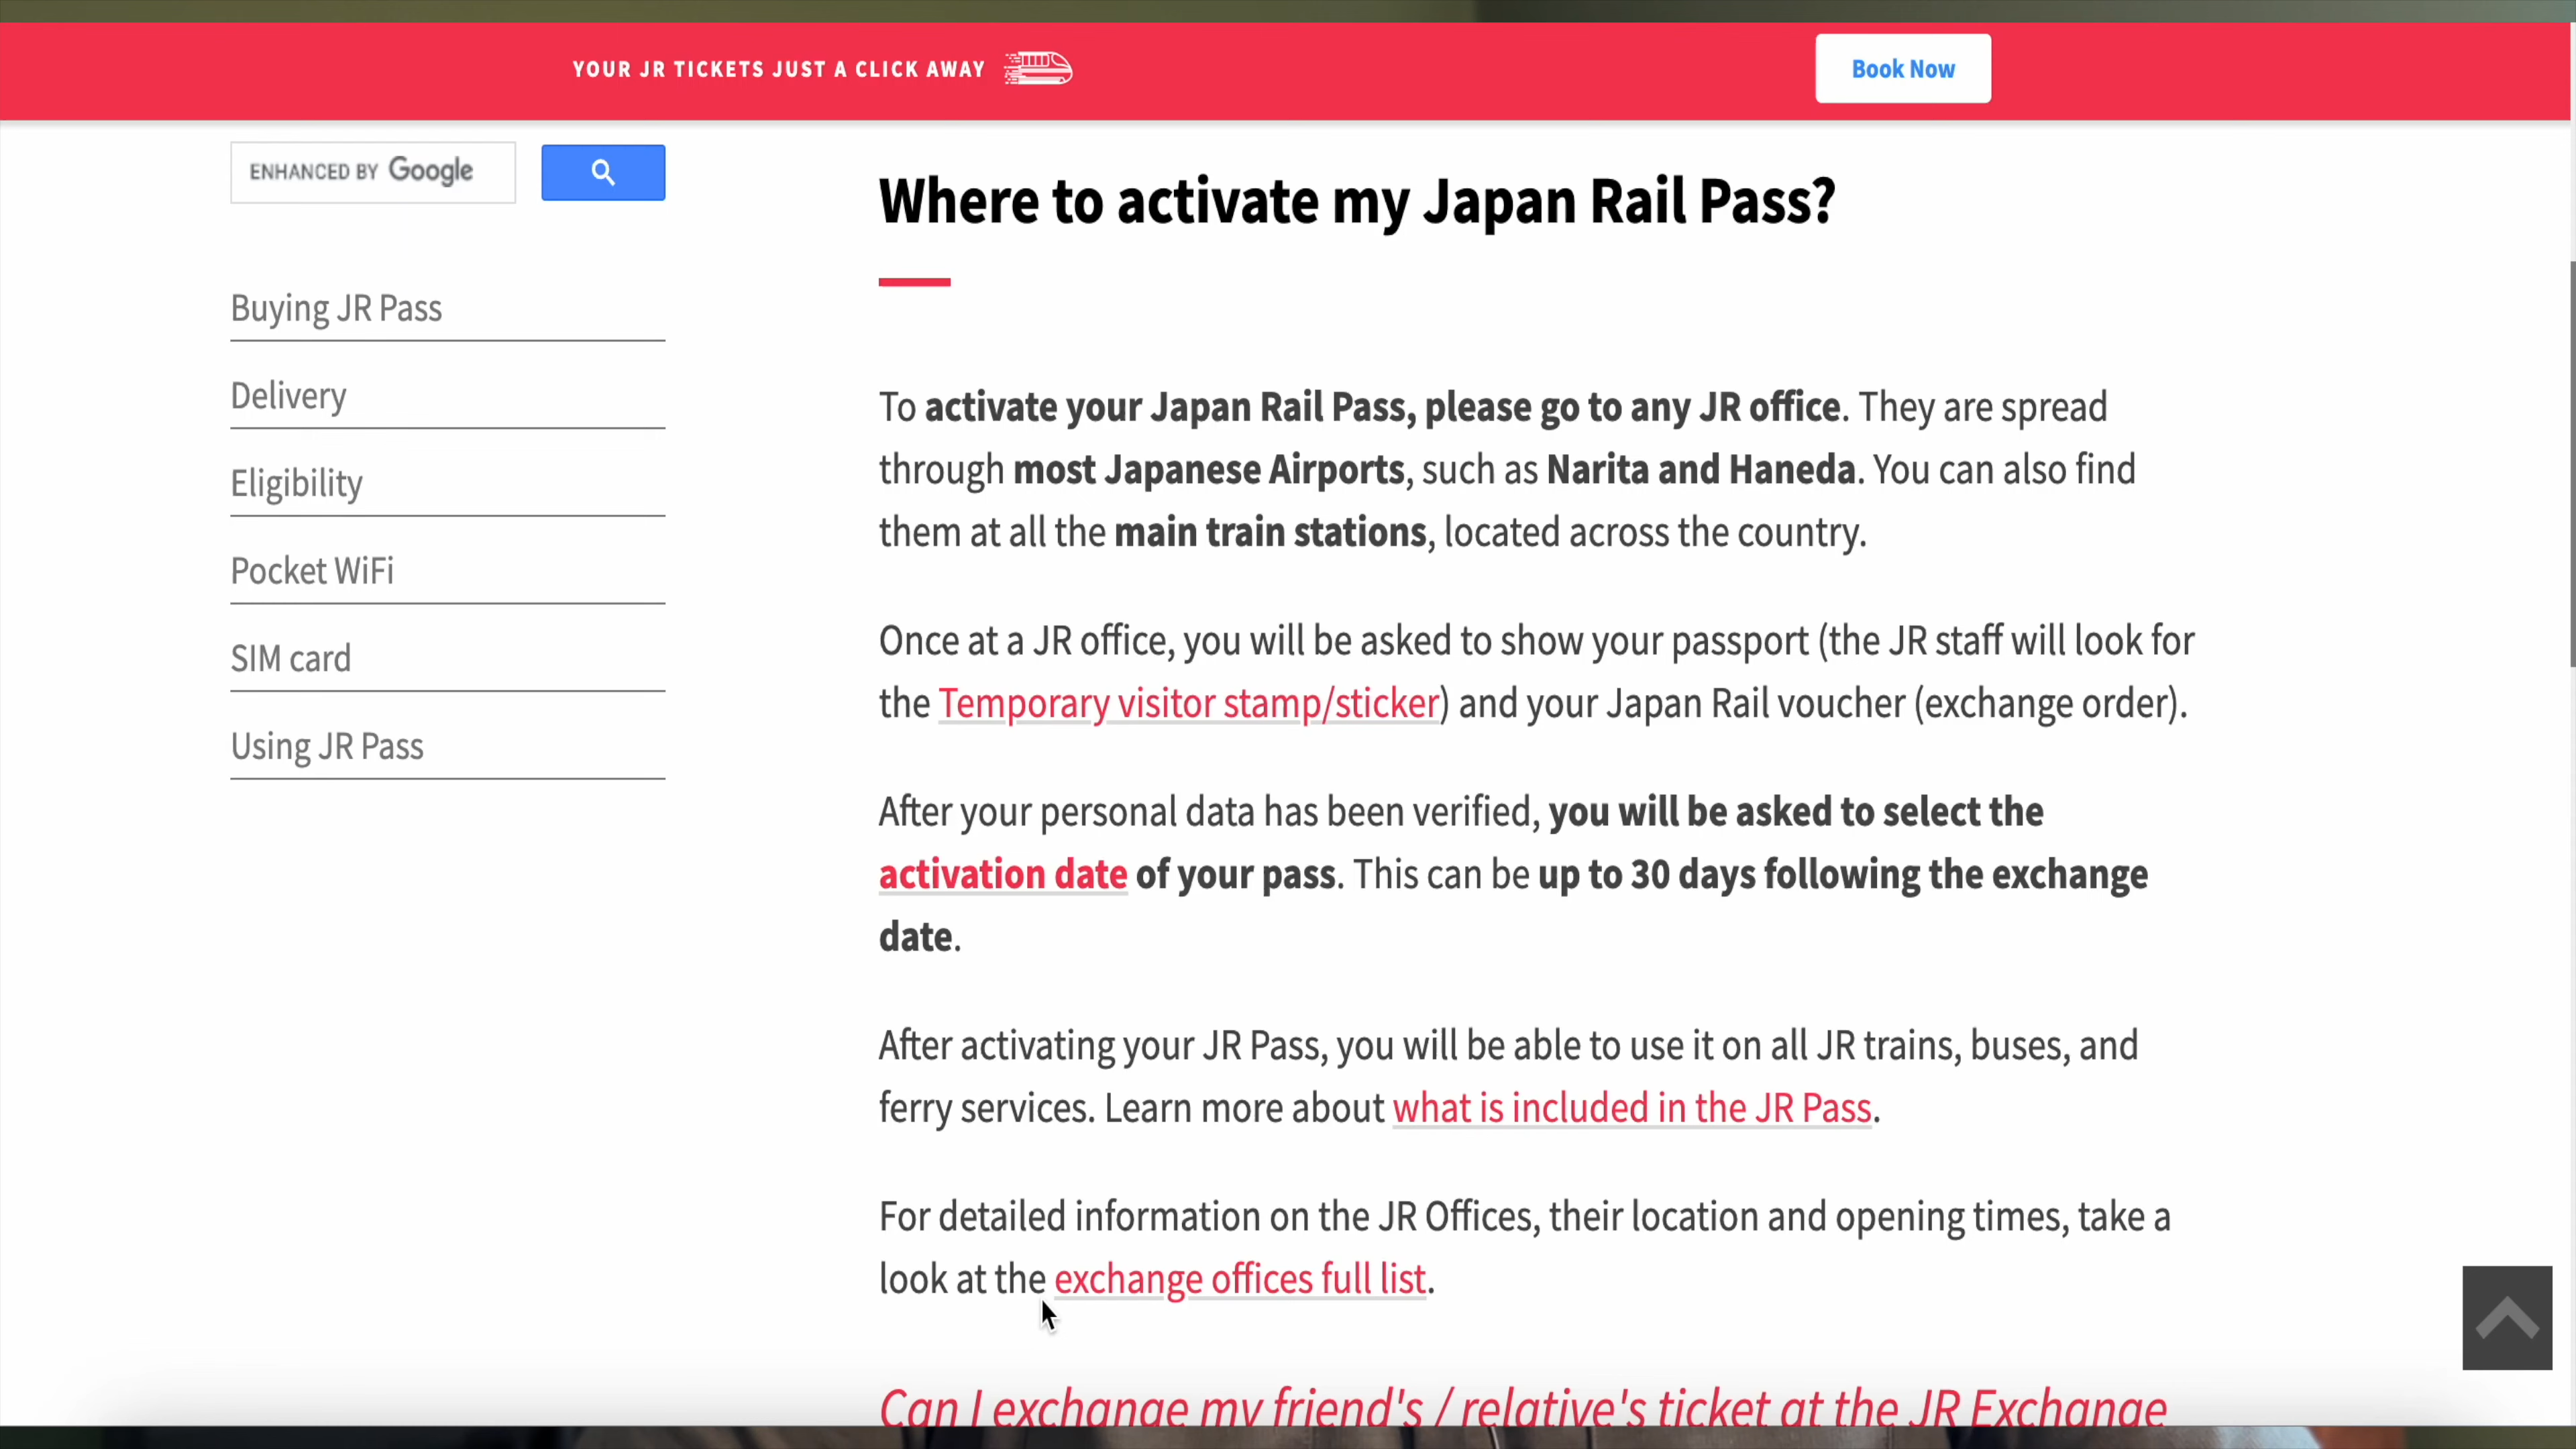 YOUR JR TICKETS JUST A CLICK AWAY
Book Now
ENHANCED BY Google
Buying JR Pass
Delivery
Eligibility
Pocket WiFi
SIM card
Using JR Pass
Where to activate my Japan Rail Pass?
To activate your Japan Rail Pass, please go to any JR office. They are spread
through most Japanese Airports, such as Narita and Haneda. You can also find
them at all the main train stations, located across the country.
Once at a JR office, you will be asked to show your passport (the JR staff will look for
the Temporary visitor stamp/sticker) and your Japan Rail voucher (exchange order).
After your personal data has been verified, you will be asked to select the
activation date of your pass. This can be up to 30 days following the exchange
date.
After activating your JR Pass, you will be able to use it on all JR trains, buses, and
ferry services. Learn more about what is included in the JR Pass.
For detailed information on the JR Offices, their location and opening times, take a
look at the exchange offices full list.
Can I exchange my friend's / relative's ticket at the JR Exchange